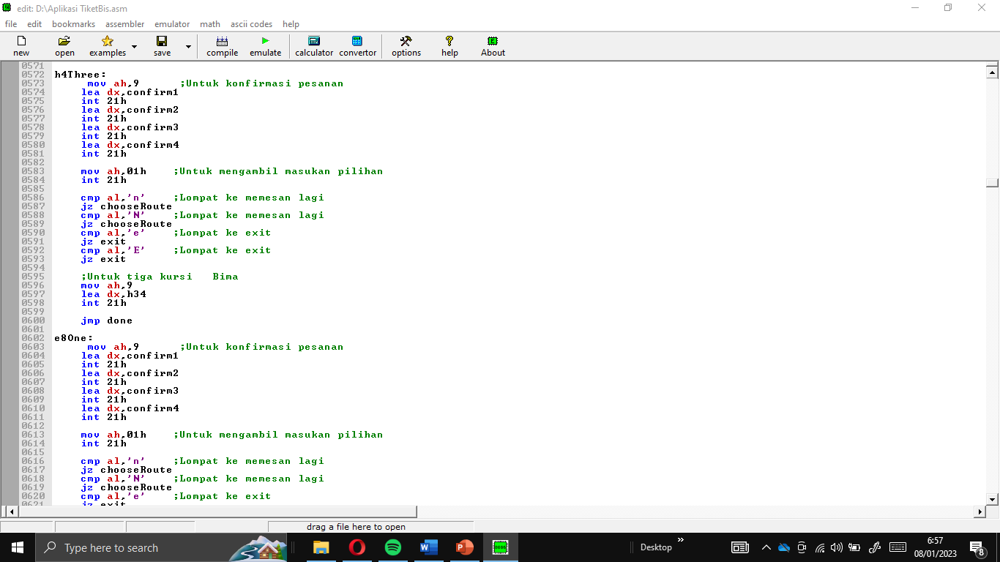 edit: D:\Aplikasi TiketBis.asm
file edit bookmarks assembler emulator math ascii codes help
new open examples save compile emulate calculator convertor options help About
0571
0572 h4Three:
0573 mov ah,9 ;Untuk konfirmasi pesanan
0574 lea dx,confirm1
0575 int 21h
0576 lea dx,confirm2
0577 int 21h
0578 lea dx,confirm3
0579 int 21h
0580 lea dx,confirm4
0581 int 21h
0582
0583 mov ah,01h ;Untuk mengambil masukan pilihan
0584 int 21h
0585
0586 cmp al,'n' ;Lompat ke memesan lagi
0587 jz chooseRoute
0588 cmp al,'N' ;Lompat ke memesan lagi
0589 jz chooseRoute
0590 cmp al,'e' ;Lompat ke exit
0591 jz exit
0592 cmp al,'E' ;Lompat ke exit
0593 jz exit
0594
0595 ;Untuk tiga kursi Bima
0596 mov ah,9
0597 lea dx,h34
0598 int 21h
0599
0600 jmp done
0601
0602 e8One:
0603 mov ah,9 ;Untuk konfirmasi pesanan
0604 lea dx,confirm1
0605 int 21h
0606 lea dx,confirm2
0607 int 21h
0608 lea dx,confirm3
0609 int 21h
0610 lea dx,confirm4
0611 int 21h
0612
0613 mov ah,01h ;Untuk mengambil masukan pilihan
0614 int 21h
0615
0616 cmp al,'n' ;Lompat ke memesan lagi
0617 jz chooseRoute
0618 cmp al,'N' ;Lompat ke memesan lagi
0619 jz chooseRoute
0620 cmp al,'e' ;Lompat ke exit
0621 jz exit
drag a file here to open
Type here to search
Desktop
6:57
08/01/2023
8